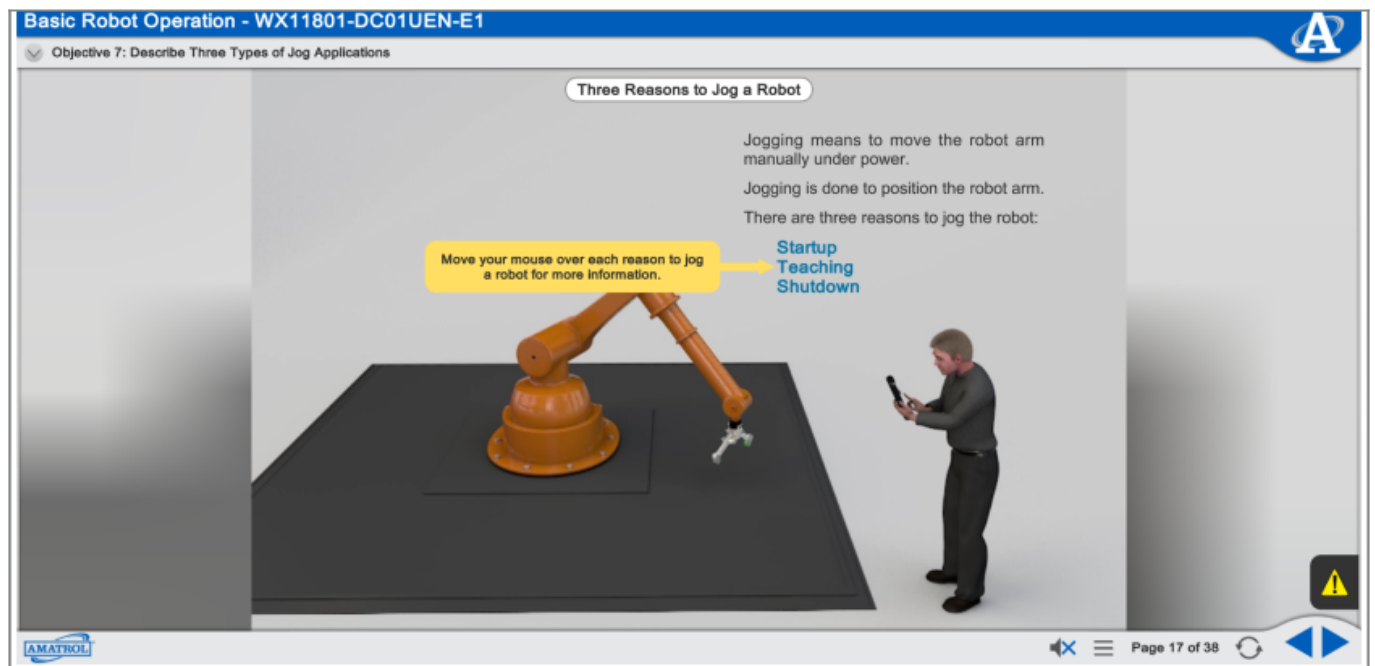 Basic Robot Operation - WX11801-DC01UEN-E1
Objective 7: Describe Three Types of Jog Applications
A
Three Reasons to Jog a Robot
Jogging means to move the robot arm
manually under power.
Jogging is done to position the robot arm.
There are three reasons to jog the robot:
Startup
Move your mouse over each reason to jog
a robot for more information.
Teaching
Shutdown
AMATROL
Page 17 of 38